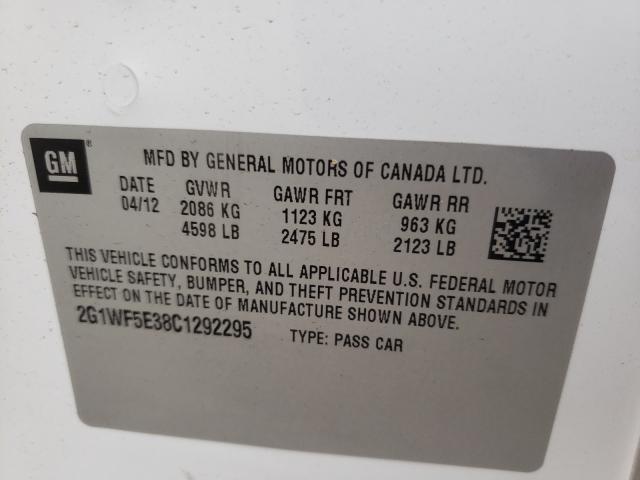 GM®
MFD BY GENERAL MOTORS OF CANADA LTD.
DATE GVWR GAWR FRT GAWR RR
04/12 2086 KG 1123 KG 963 KG
4598 LB 2475 LB 2123 LB
THIS VEHICLE CONFORMS TO ALL APPLICABLE U.S. FEDERAL MOTOR
VEHICLE SAFETY, BUMPER, AND THEFT PREVENTION STANDARDS IN
EFFECT ON THE DATE OF MANUFACTURE SHOWN ABOVE.
2G1WF5E38C1292295 TYPE: PASS CAR